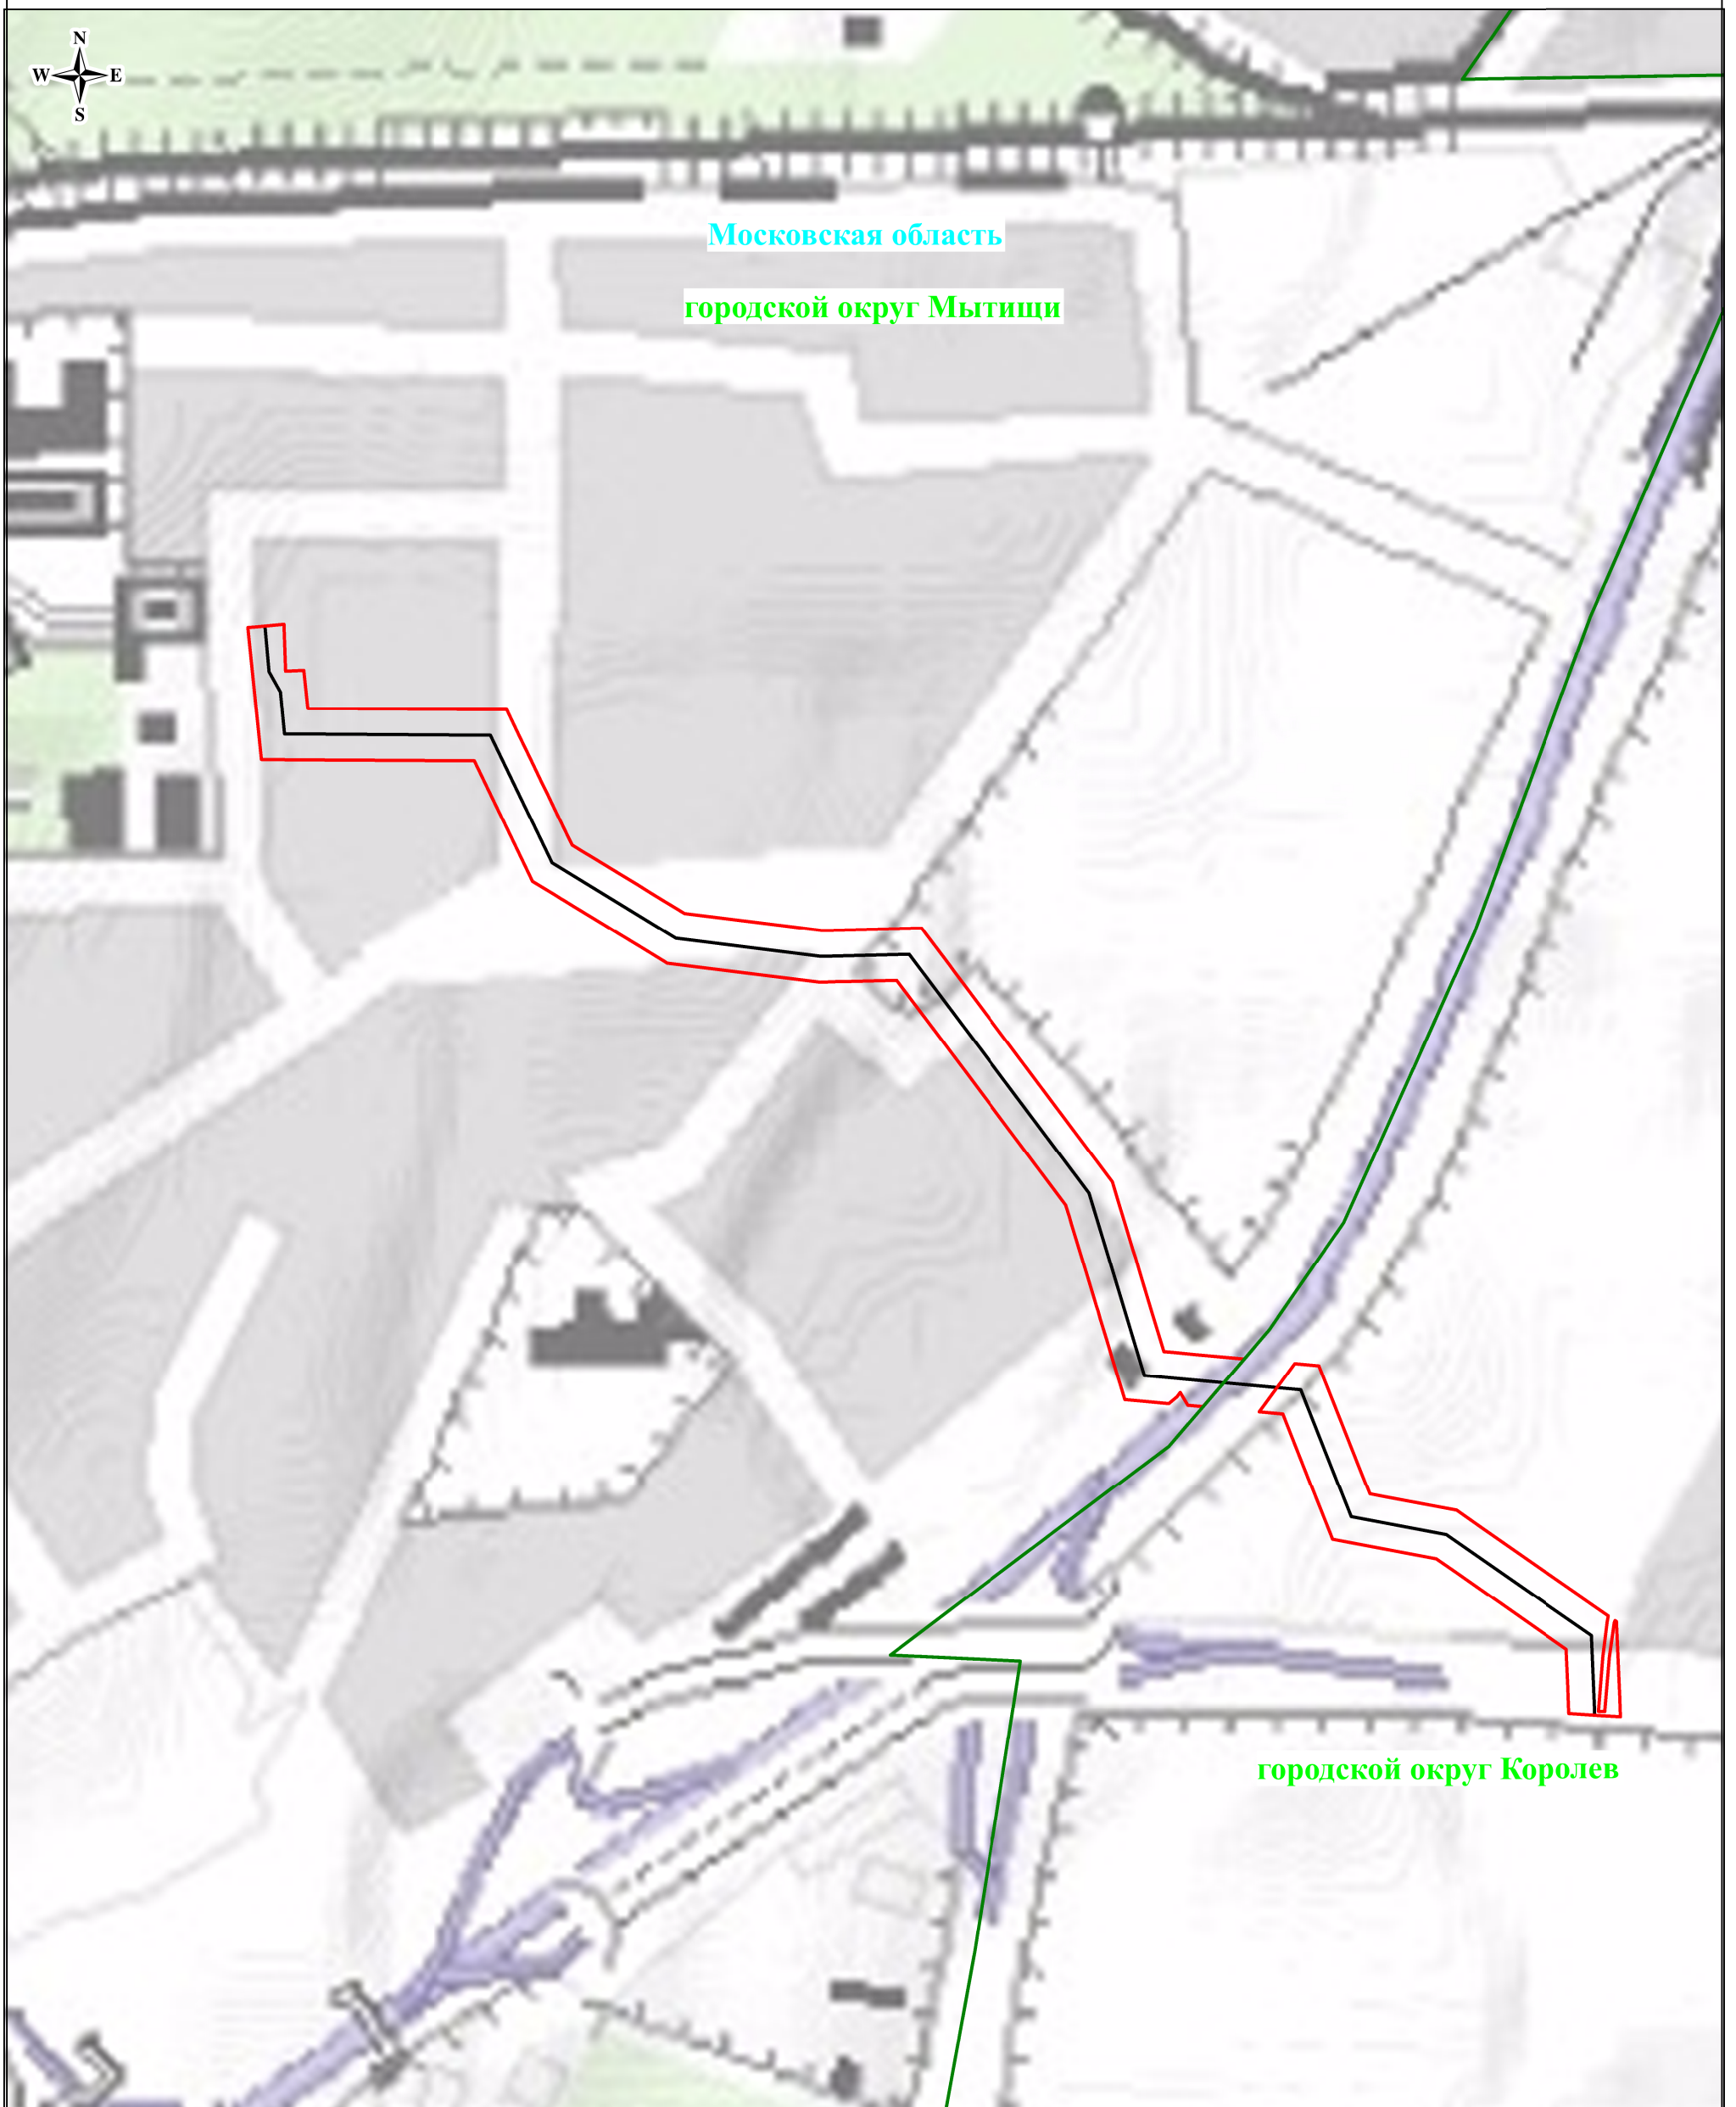 N
W E
S
Московская область
городской округ Мытищи
городской округ Королев